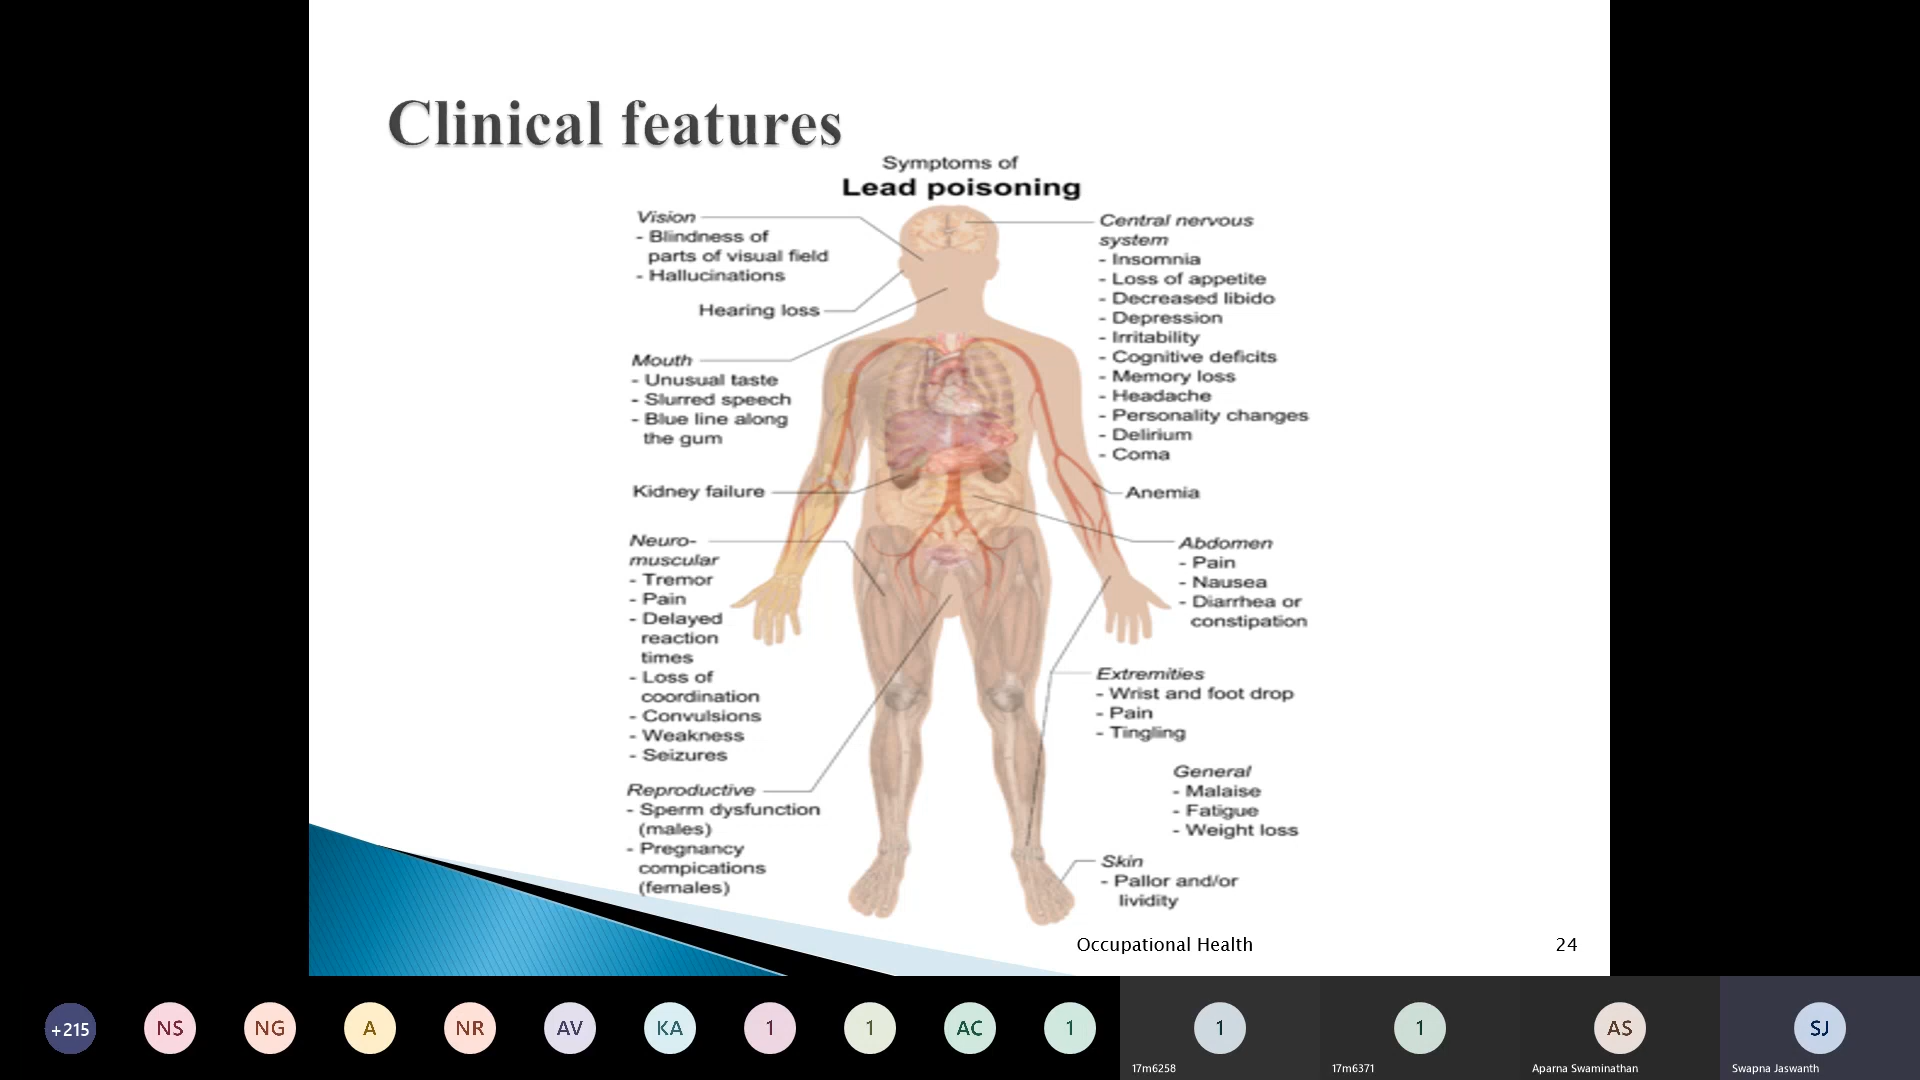 Clinical features
Symptoms of
Lead poisoning
Vision
- Blindness of
parts of visual field
- Hallucinations
Hearing loss
Mouth
- Unusual taste
- Slurred speech
- Blue line along
the gum
Kidney failure
Neuro-
muscular
- Tremor
- Pain
- Delayed
reaction
times
- Loss of
coordination
- Convulsions
- Weakness
- Seizures
Reproductive
- Sperm dysfunction
(males)
- Pregnancy
compications
(females)
Central nervous
system
- Insomnia
- Loss of appetite
- Decreased libido
- Depression
- Irritability
- Cognitive deficits
- Memory loss
- Headache
- Personality changes
- Delirium
- Coma
Anemia
Abdomen
- Pain
- Nausea
- Diarrhea or
constipation
Extremities
- Wrist and foot drop
- Pain
- Tingling
General
- Malaise
- Fatigue
- Weight loss
Skin
- Pallor and/or
lividity
Occupational Health
24
+215
NS
NG
A
NR
AV
KA
1
1
AC
1
1
17m6258
1
17m6371
AS
Aparna Swaminathan
SJ
Swapna Jaswanth